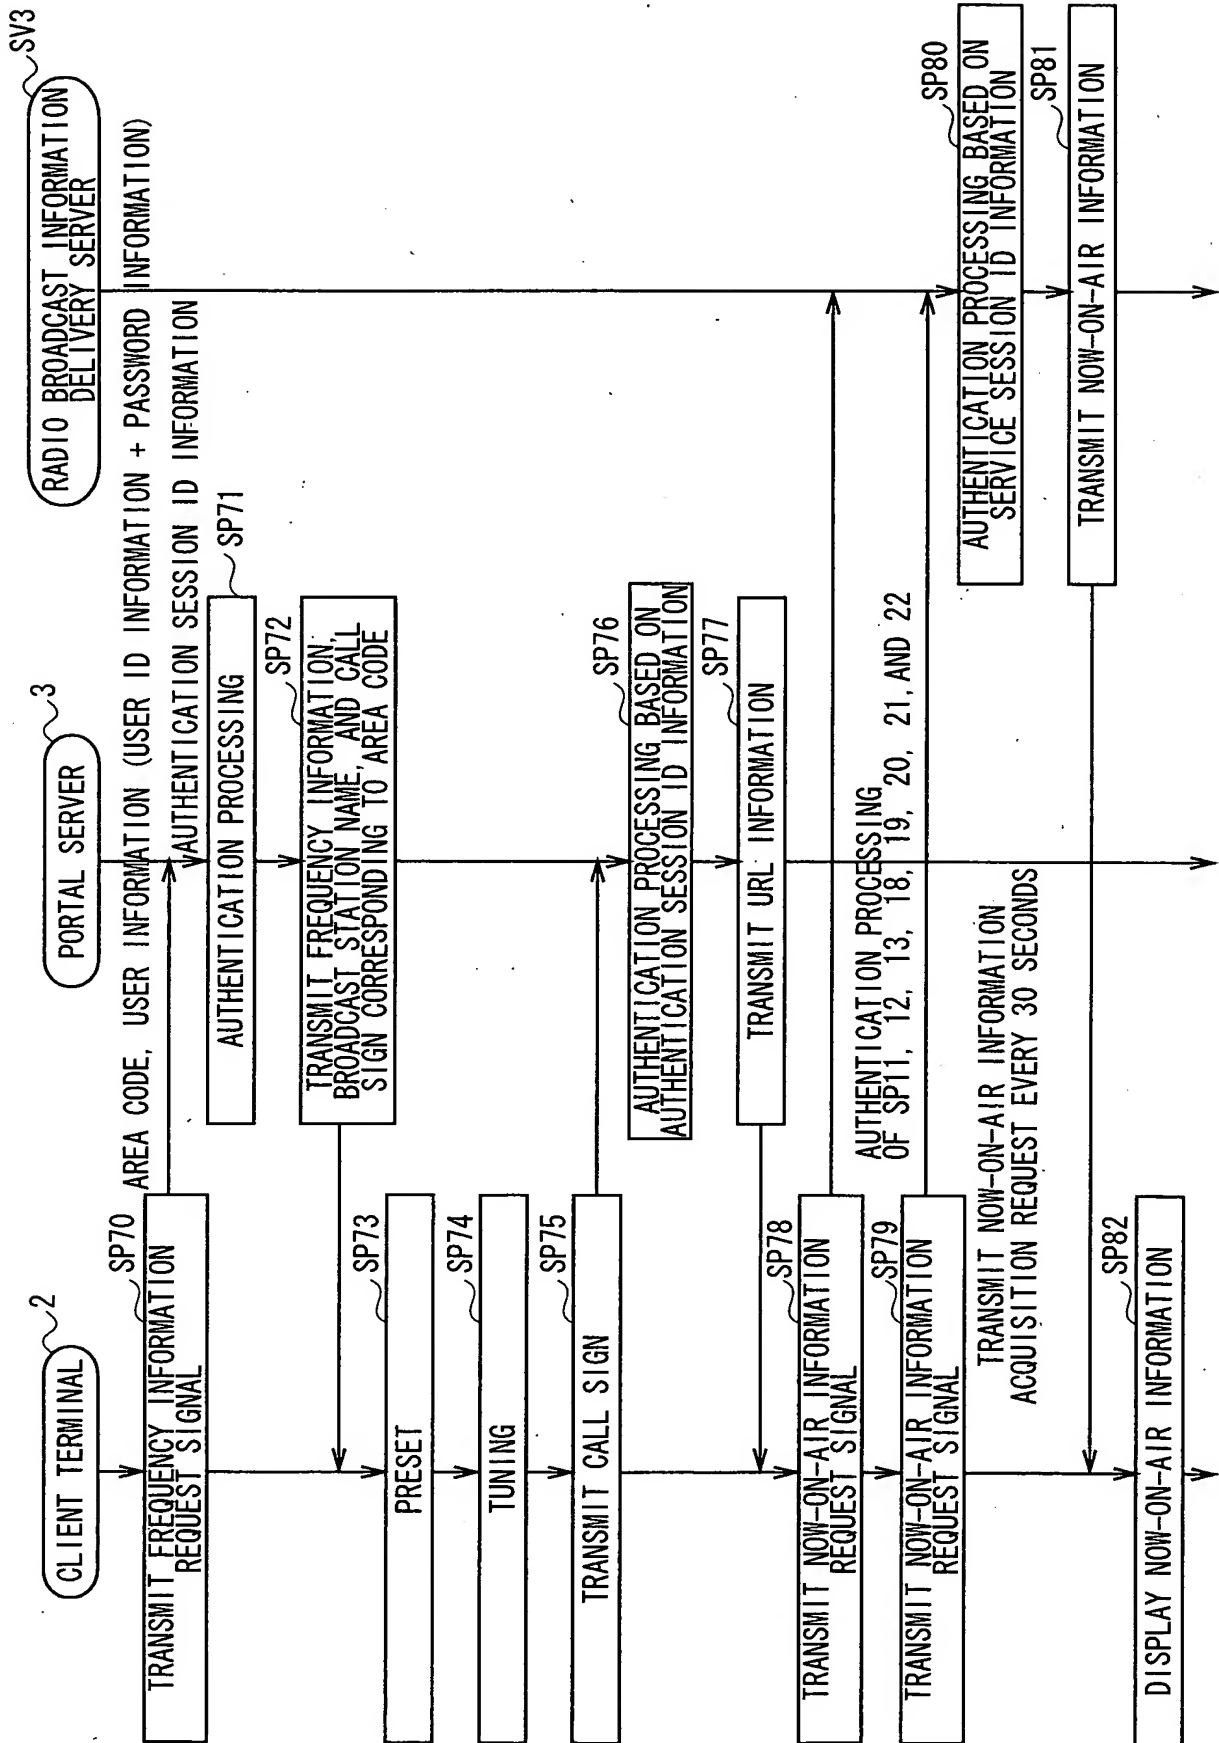 CLIENT TERMINAL
2
PORTAL SERVER
3
RADIO BROADCAST INFORMATION
DELIVERY SERVER
SV3
SP70
TRANSMIT FREQUENCY INFORMATION
REQUEST SIGNAL
AREA CODE, USER INFORMATION (USER ID INFORMATION + PASSWORD INFORMATION)
AUTHENTICATION SESSION ID INFORMATION
SP71
AUTHENTICATION PROCESSING
SP72
TRANSMIT FREQUENCY INFORMATION,
BROADCAST STATION NAME, AND CALL
SIGN CORRESPONDING TO AREA CODE
SP73
PRESET
SP74
TUNING
SP75
TRANSMIT CALL SIGN
SP76
AUTHENTICATION PROCESSING BASED ON
AUTHENTICATION SESSION ID INFORMATION
SP77
TRANSMIT URL INFORMATION
SP78
TRANSMIT NOW-ON-AIR INFORMATION
REQUEST SIGNAL
AUTHENTICATION PROCESSING
OF SP11, 12, 13, 18, 19, 20, 21, AND 22
SP79
TRANSMIT NOW-ON-AIR INFORMATION
REQUEST SIGNAL
SP80
AUTHENTICATION PROCESSING BASED ON
SERVICE SESSION ID INFORMATION
TRANSMIT NOW-ON-AIR INFORMATION
ACQUISITION REQUEST EVERY 30 SECONDS
SP81
TRANSMIT NOW-ON-AIR INFORMATION
SP82
DISPLAY NOW-ON-AIR INFORMATION